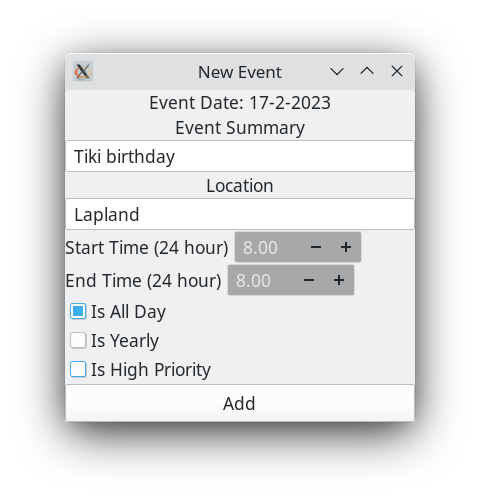 New Event
Event Date: 17-2-2023
Event Summary
Tiki birthday
Location
Lapland
Start Time (24 hour) 8.00 − +
End Time (24 hour) 8.00 − +
Is All Day
Is Yearly
Is High Priority
Add